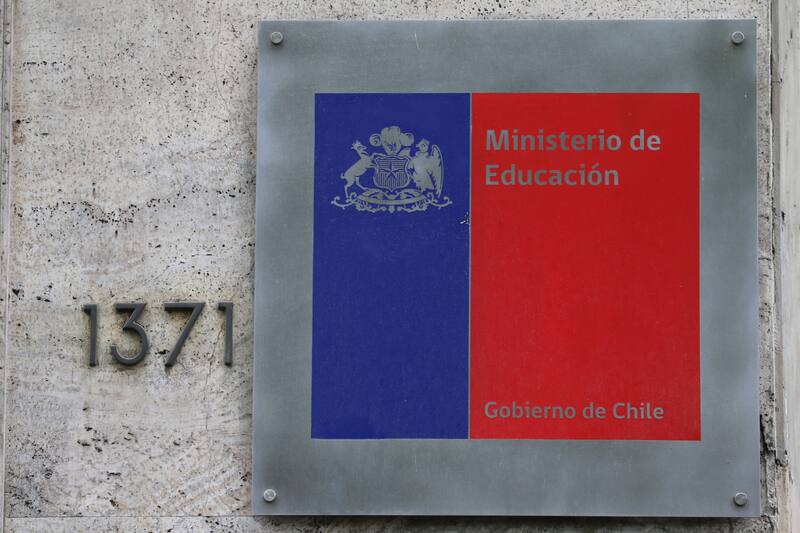 Ministerio de
Educación
1371
Gobierno de Chile